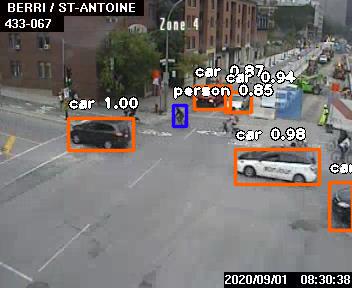 BERRI / ST-ANTOINE
433-067
Zone 4
car 0.87
car 0.94
person 0.85
car 1.00
car 0.98
car
2020/09/01 08:30:38